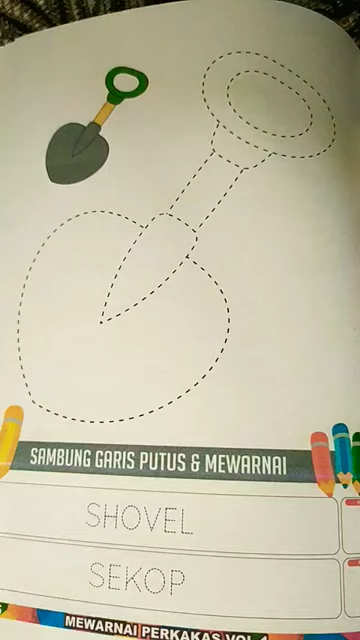 SAMBUNG GARIS PUTUS & MEWARNAI
SHOVEL
SEKOP
MEWARNAI PERKAKAS VOL.